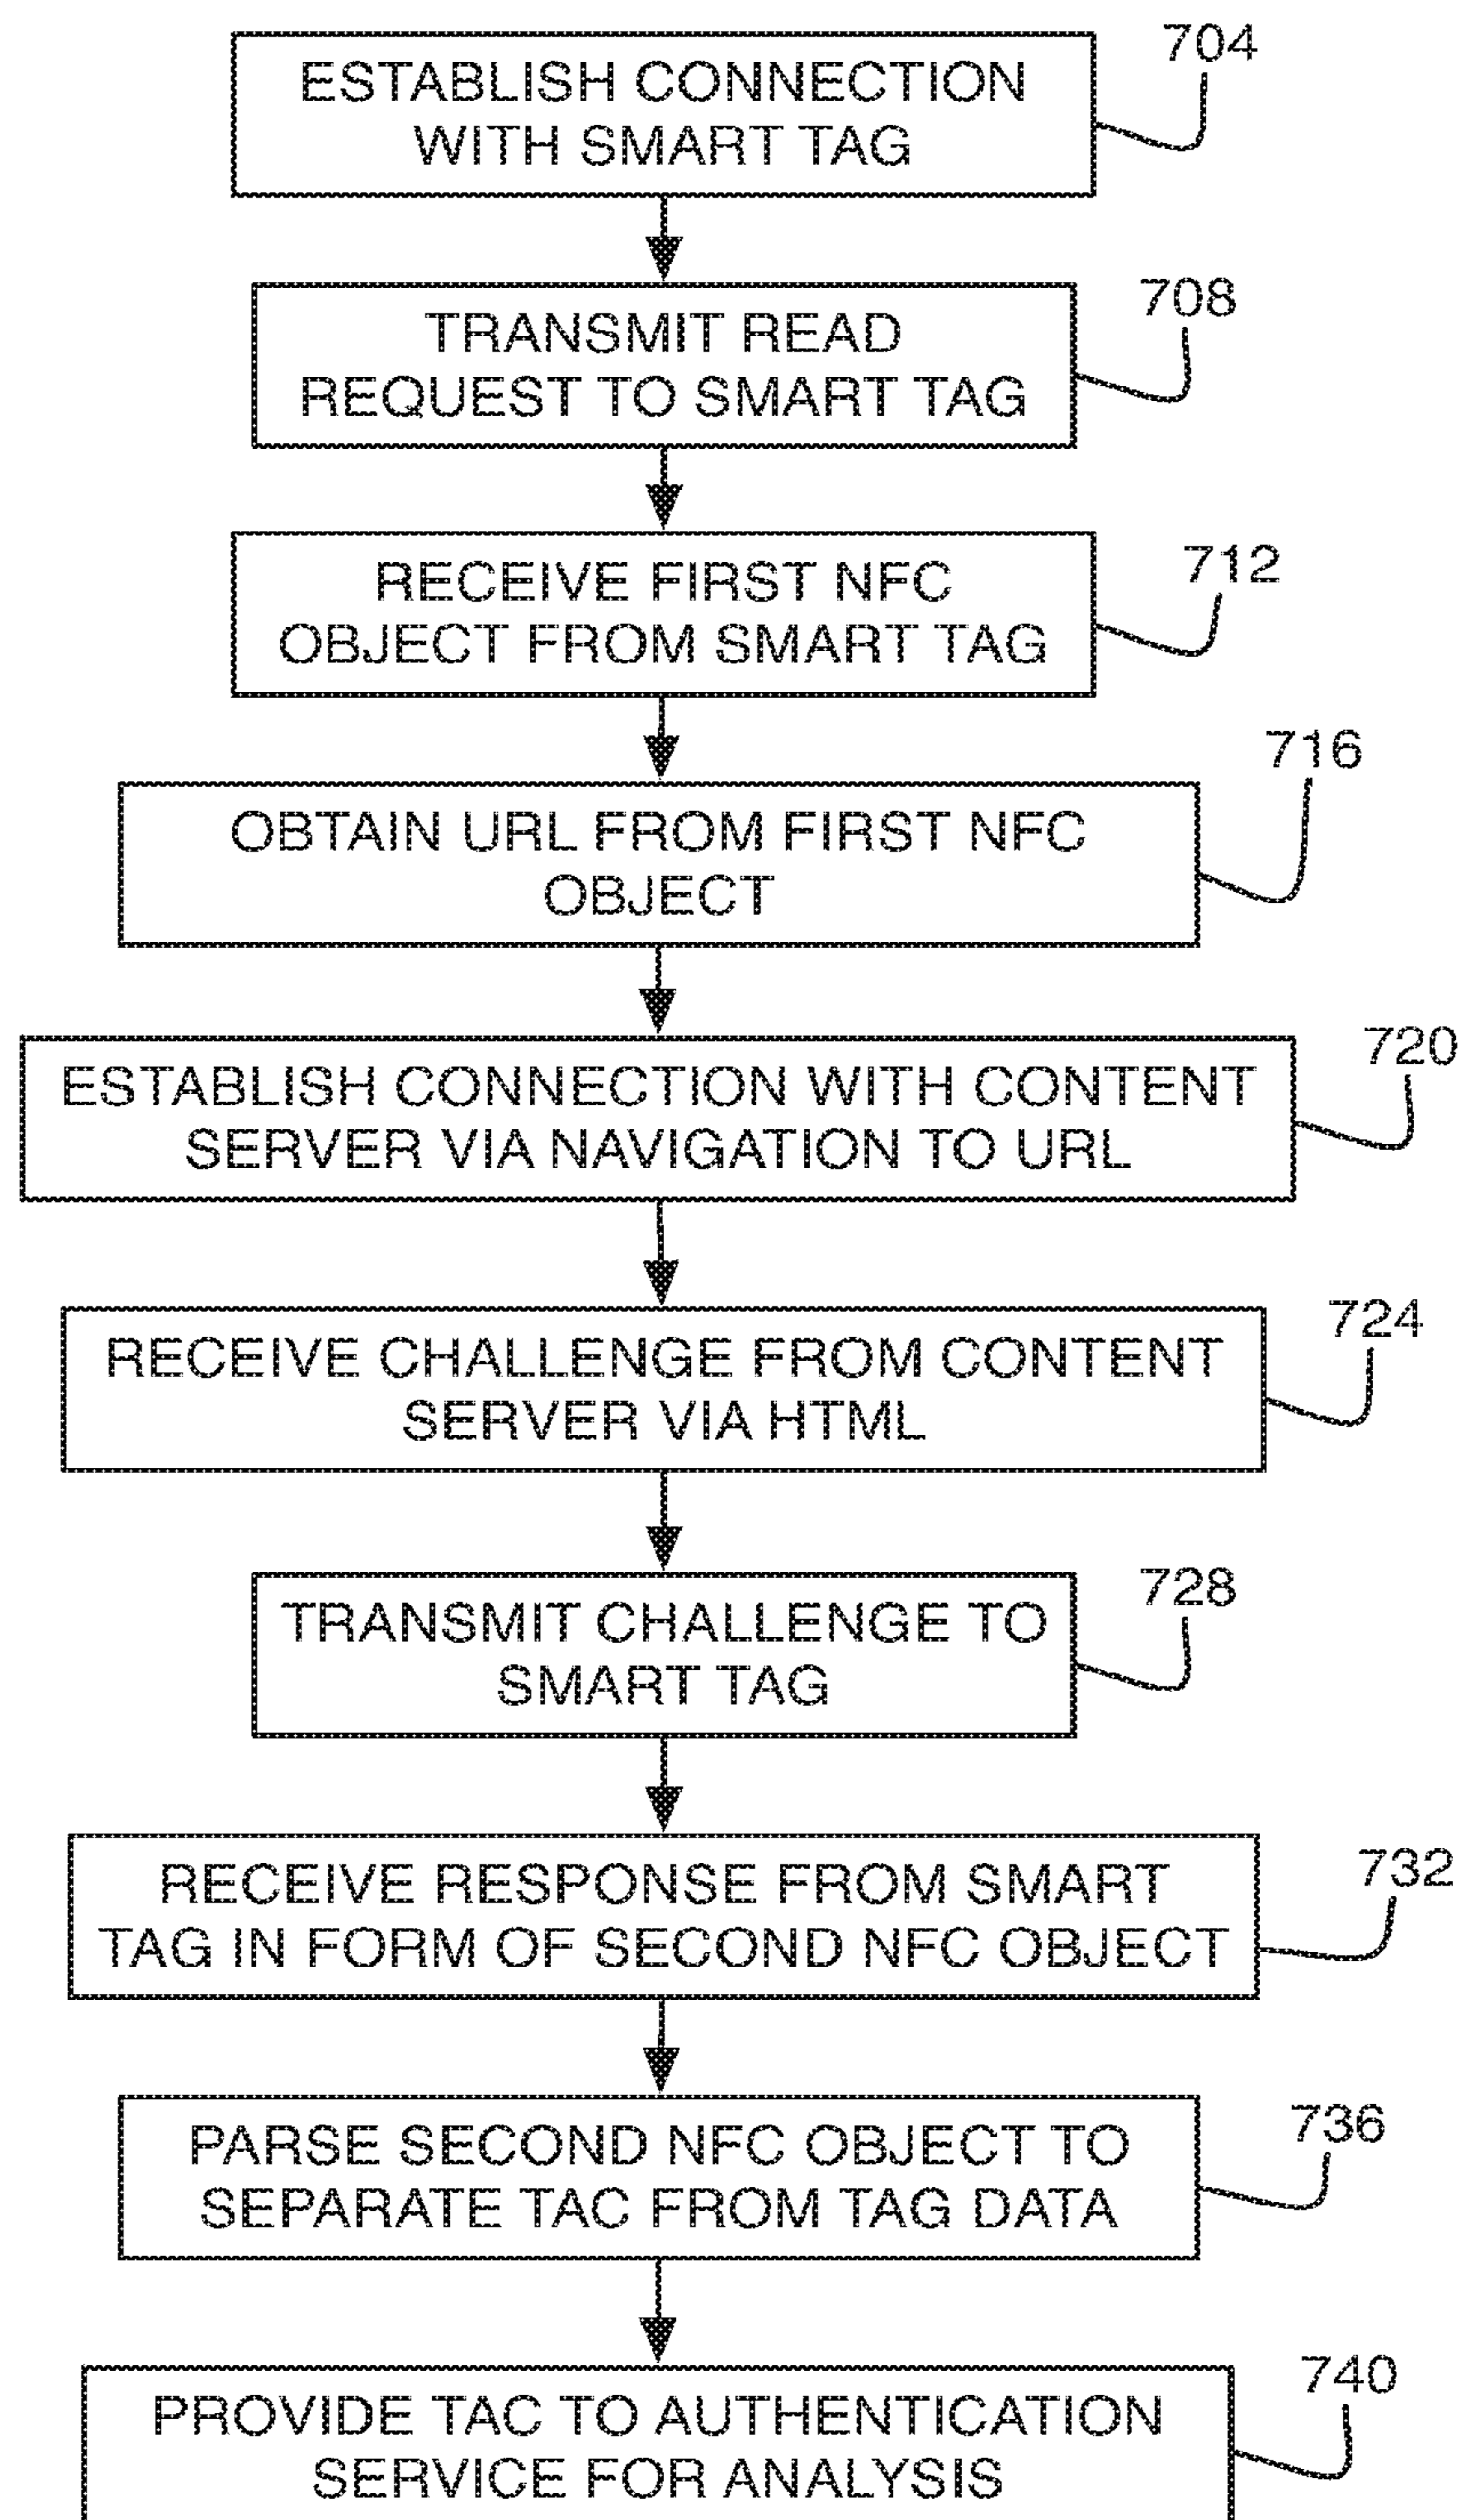 704
ESTABLISH CONNECTION
WITH SMART TAG
708
TRANSMIT READ
REQUEST TO SMART TAG
712
RECEIVE FIRST NFC
OBJECT FROM SMART TAG
716
OBTAIN URL FROM FIRST NFC
OBJECT
720
ESTABLISH CONNECTION WITH CONTENT
SERVER VIA NAVIGATION TO URL
724
RECEIVE CHALLENGE FROM CONTENT
SERVER VIA HTML
728
TRANSMIT CHALLENGE TO
SMART TAG
732
RECEIVE RESPONSE FROM SMART
TAG IN FORM OF SECOND NFC OBJECT
736
PARSE SECOND NFC OBJECT TO
SEPARATE TAC FROM TAG DATA
740
PROVIDE TAC TO AUTHENTICATION
SERVICE FOR ANALYSIS